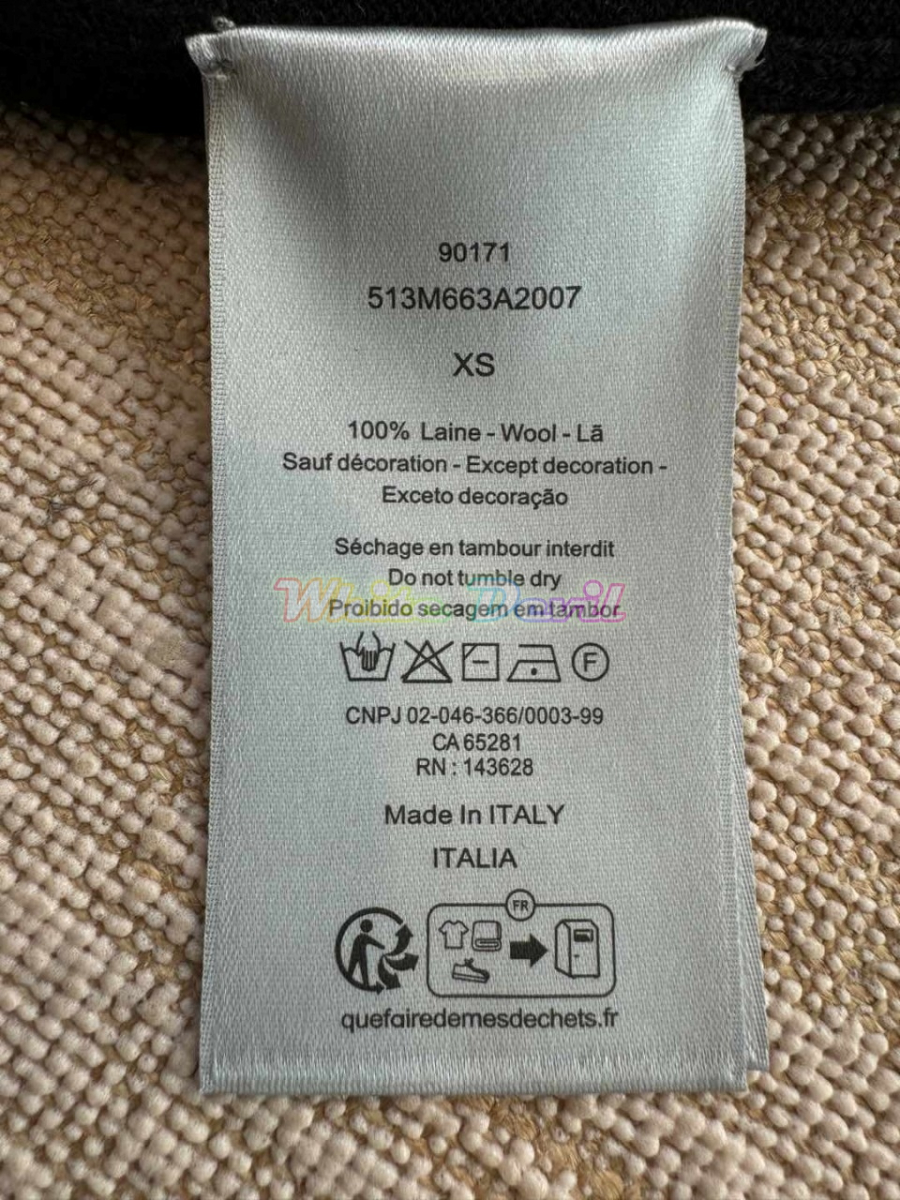 90171
513M663A2007
XS
100% Laine - Wool - Lã
Sauf décoration - Except decoration -
Exceto decoração
Séchage en tambour interdit
Do not tumble dry
White Devil
Proibido secagem em tambor
F
CNPJ 02-046-366/0003-99
CA 65281
RN : 143628
Made In ITALY
ITALIA
FR
quefairedemesdechets.fr